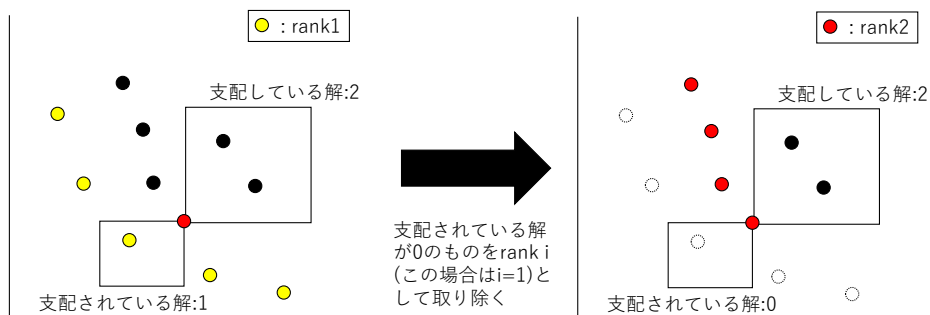 : rank1
支配している解:2
支配されている解:1
支配されている解
が0のものをrank i
(この場合はi=1)と
して取り除く
: rank2
支配している解:2
支配されている解:0